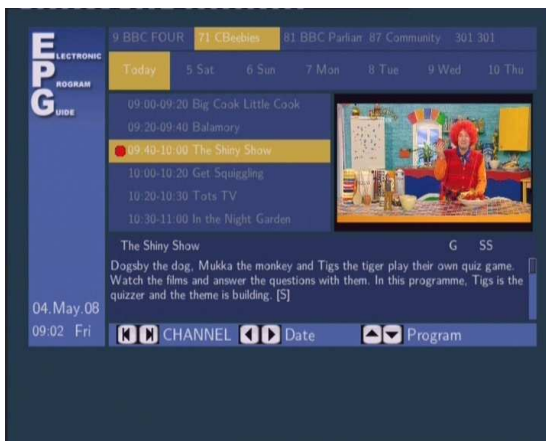 ELECTRONIC
PROGRAM
GUIDE
9 BBC FOUR 71 CBeebies 81 BBC Parliam 87 Community 301 301
Today 5 Sat 6 Sun 7 Mon 8 Tue 9 Wed 10 Thu
09:00-09:20 Big Cook Little Cook
09:20-09:40 Balamory
09:40-10:00 The Shiny Show
10:00-10:20 Get Squiggling
10:20-10:30 Tots TV
10:30-11:00 In the Night Garden
The Shiny Show G SS
Dogsby the dog, Mukka the monkey and Tigs the tiger play their own quiz game.
Watch the films and answer the questions with them. In this programme, Tigs is the
quizzer and the theme is building. [S]
04.May.08
09:02 Fri
CHANNEL Date Program